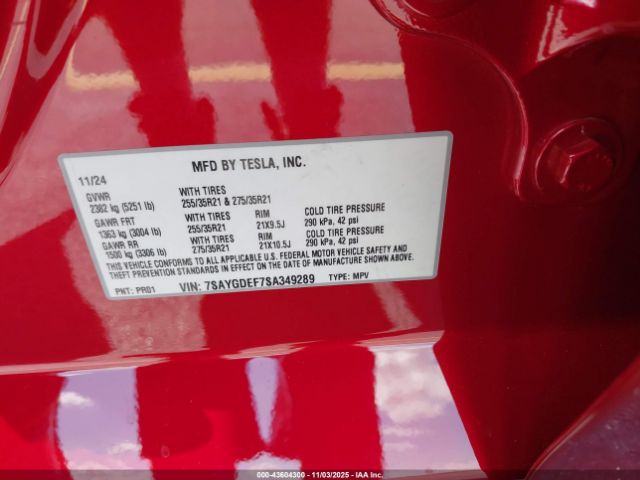 MFD BY TESLA, INC.
11/24
GVWR WITH TIRES
2382 kg (5251 lb) 255/35R21 & 275/35R21
GAWR FRT WITH TIRES RIM COLD TIRE PRESSURE
1363 kg (3004 lb) 255/35R21 21X9.5J 290 kPa, 42 psi
GAWR RR WITH TIRES RIM COLD TIRE PRESSURE
1500 kg (3306 lb) 275/35R21 21X10.5J 290 kPa, 42 psi
THIS VEHICLE CONFORMS TO ALL APPLICABLE U.S. FEDERAL MOTOR VEHICLE SAFETY AND
THEFT PREVENTION STANDARDS IN EFFECT ON THE DATE OF MANUFACTURE SHOWN ABOVE.
PNT: PR01 VIN: 7SAYGDEF7SA349289 TYPE: MPV
000-43604300 - 11/03/2025 - IAA Inc.